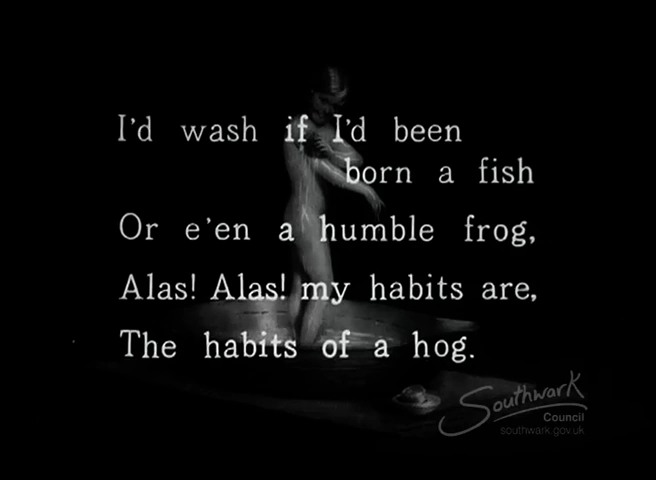 I'd wash if I'd been
born a fish
Or e'en a humble frog,
Alas! Alas! my habits are,
The habits of a hog.
Southwark
Council
southwark.gov.uk